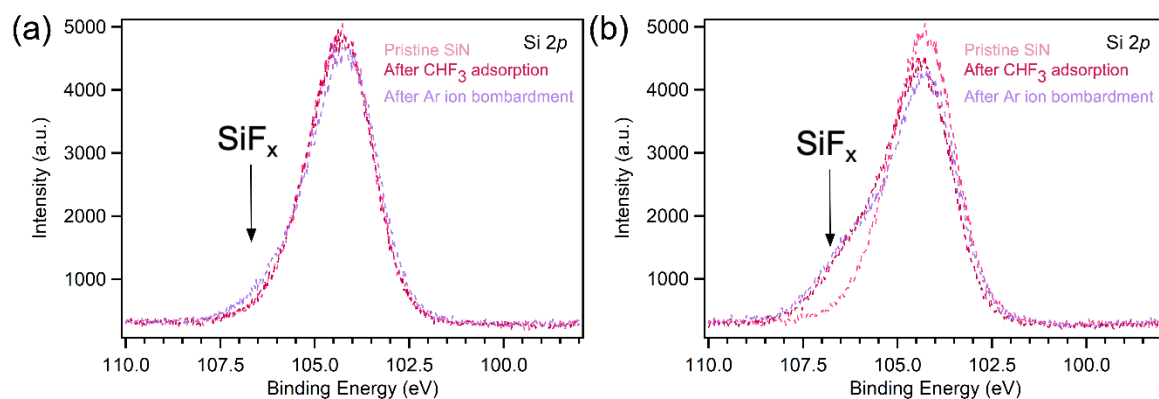 (a)
Si 2p
Pristine SiN
After CHF3 adsorption
After Ar ion bombardment
SiFx
Intensity (a.u.)
5000
4000
3000
2000
1000
110.0 107.5 105.0 102.5 100.0
Binding Energy (eV)
(b)
Si 2p
Pristine SiN
After CHF3 adsorption
After Ar ion bombardment
SiFx
Intensity (a.u.)
5000
4000
3000
2000
1000
110.0 107.5 105.0 102.5 100.0
Binding Energy (eV)